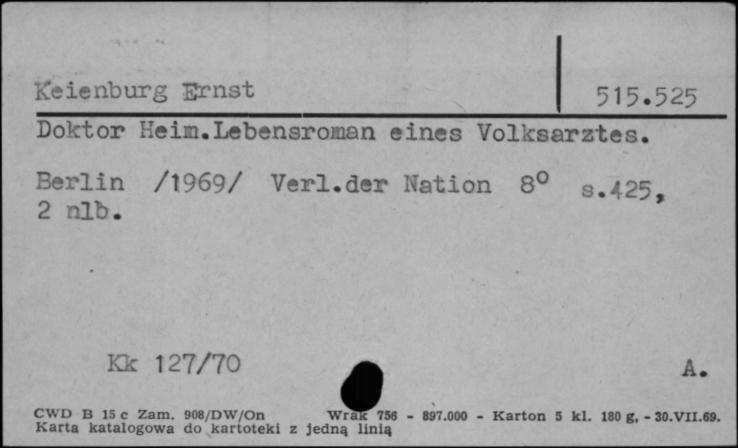 Keienburg Ernst
515.525
Doktor Heim.Lebensroman eines Volksarztes.
Berlin /1969/ Verl.der Nation 8° s.425,
2 nlb.
Kk 127/70
A.
CWD B 15 c Zam. 908/DW/On Wrak 756 - 897.000 - Karton 5 kl. 180 g. - 30.VII.69.
Karta katalogowa do kartoteki z jedną linią